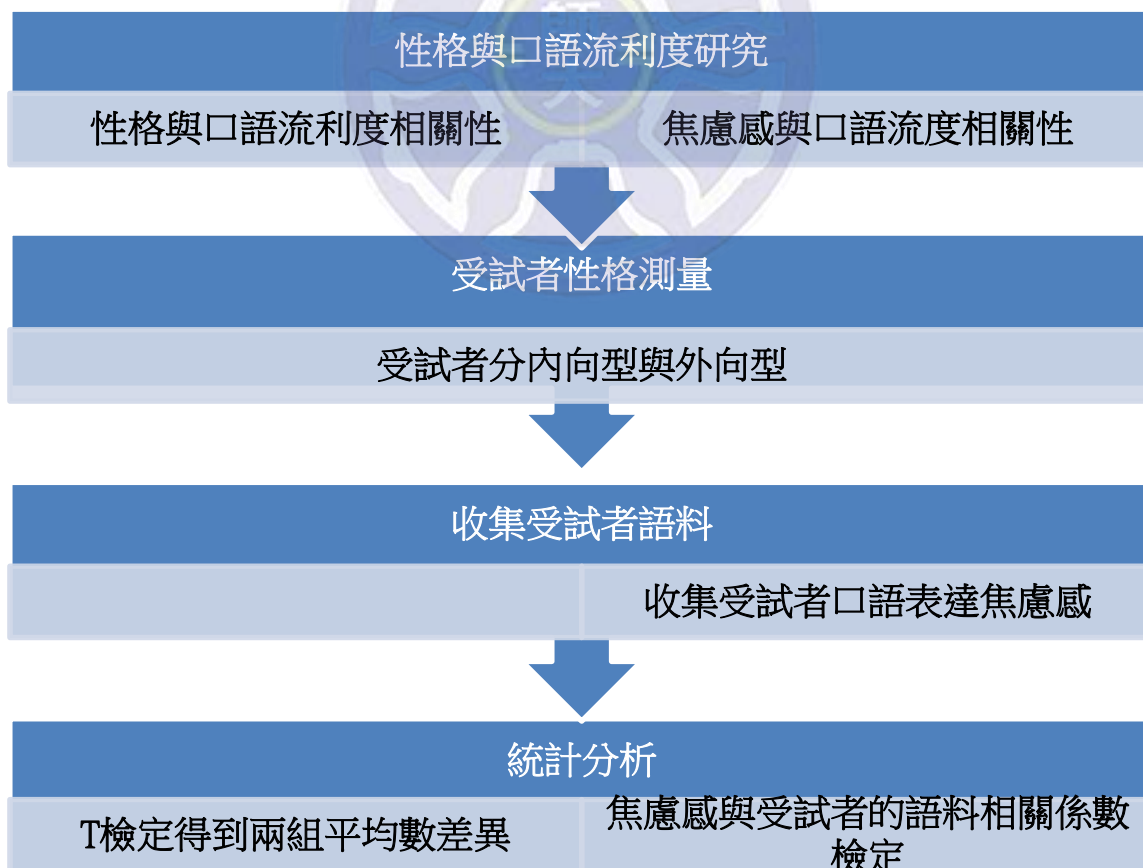 性格與口語流利度研究
性格與口語流利度相關性
焦慮感與口語流度相關性
受試者性格測量
受試者分內向型與外向型
收集受試者語料
收集受試者口語表達焦慮感
統計分析
T檢定得到兩組平均數差異
焦慮感與受試者的語料相關係數
檢定